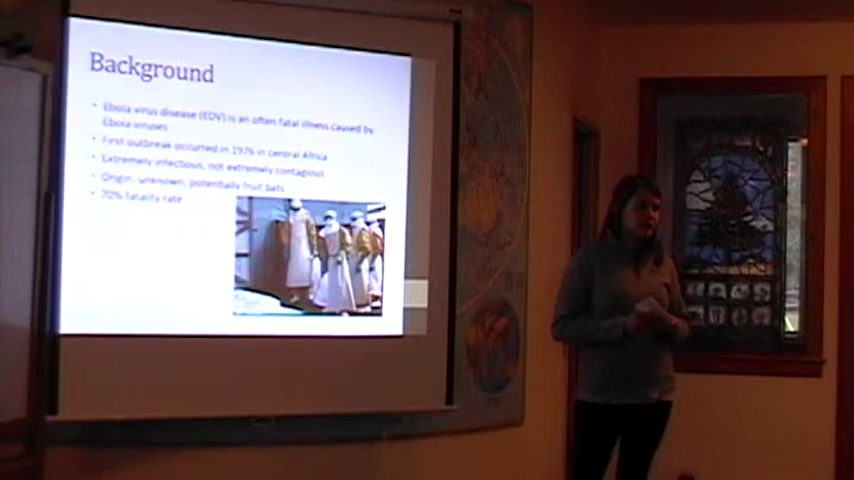 Background
• Ebola virus disease (EDV) is an often fatal illness caused by
Ebola viruses
• First outbreak occurred in 1976 in central Africa
• Extremely infectious, not extremely contagious
• Origin: unknown, potentially fruit bats
• 70% fatality rate